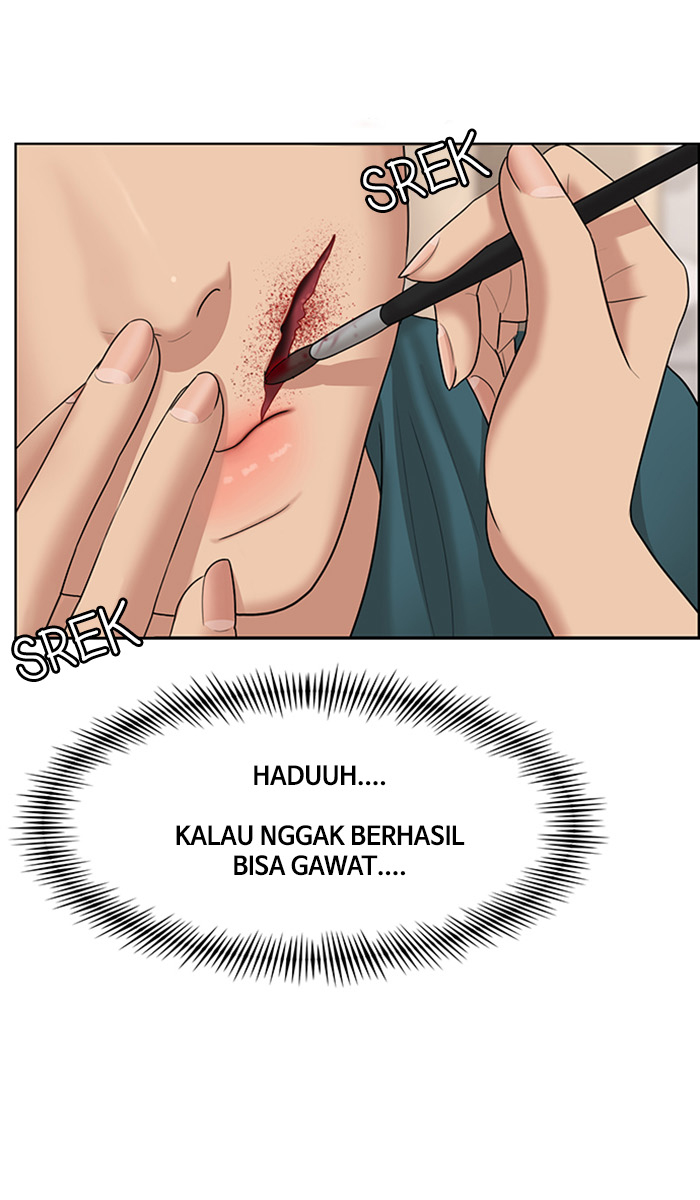 SREK
SREK
HADUUH....
KALAU NGGAK BERHASIL
BISA GAWAT....